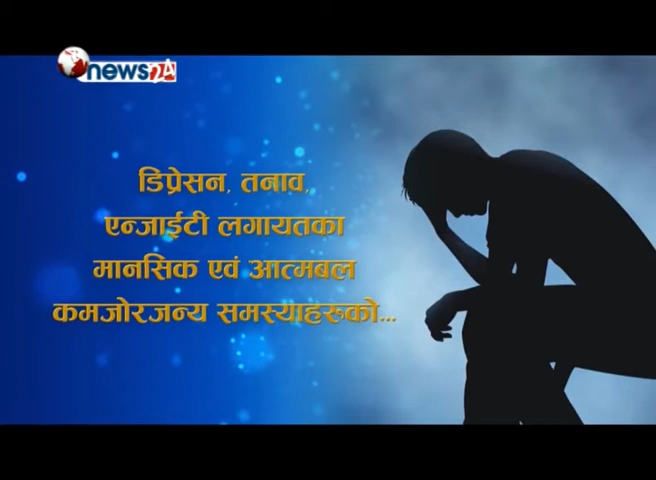 news24
डिप्रेसन, तनाव,
एन्जाईटी लगायतका
मानसिक एवं आत्मबल
कमजोरजन्य समस्याहरुको...